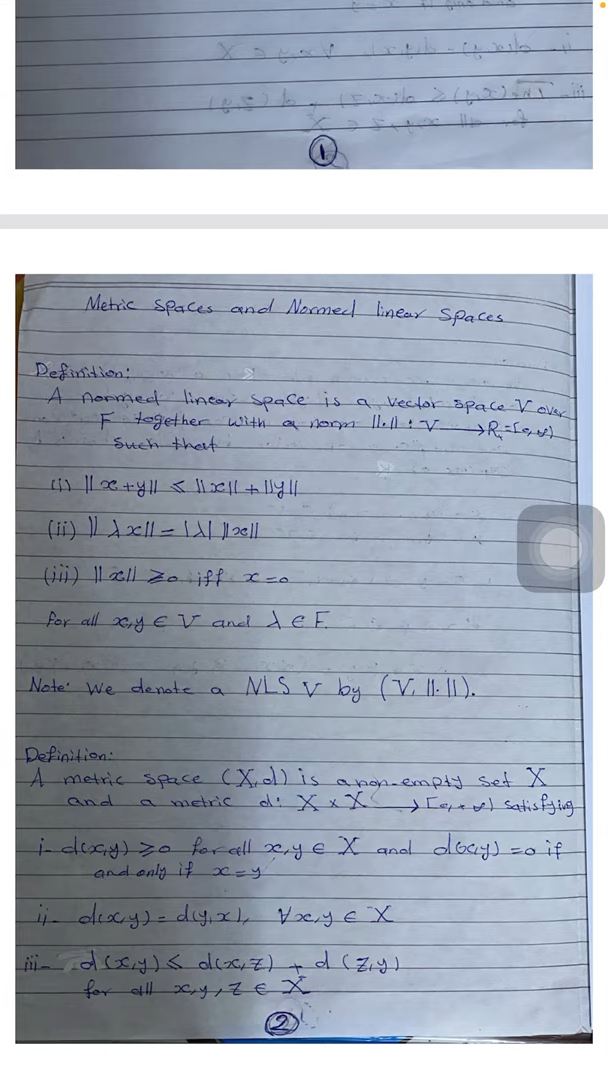 1
Metric Spaces and Normed linear Spaces
Definition:
A normed linear space is a vector space V over
F together with a norm ||.|| : V → R₊=[0,∞)
Such that
(i) ||x+y|| ≤ ||x||+||y||
(ii) ||λx||=|λ| ||x||
(iii) ||x|| ≥0 iff x=0
for all x,y ∈ V and λ ∈ F.
Note: We denote a NLS V by (V, ||.||).
Definition:
A metric space (X,d) is a non-empty set X
and a metric d: X × X → [0,+∞) satisfying
i- d(x,y) ≥0 for all x,y ∈ X and d(x,y) =0 if
and only if x=y
ii- d(x,y) = d(y,x), ∀x,y ∈ X
iii- d(x,y) ≤ d(x,z) + d(z,y)
for all x,y,z ∈ X
2